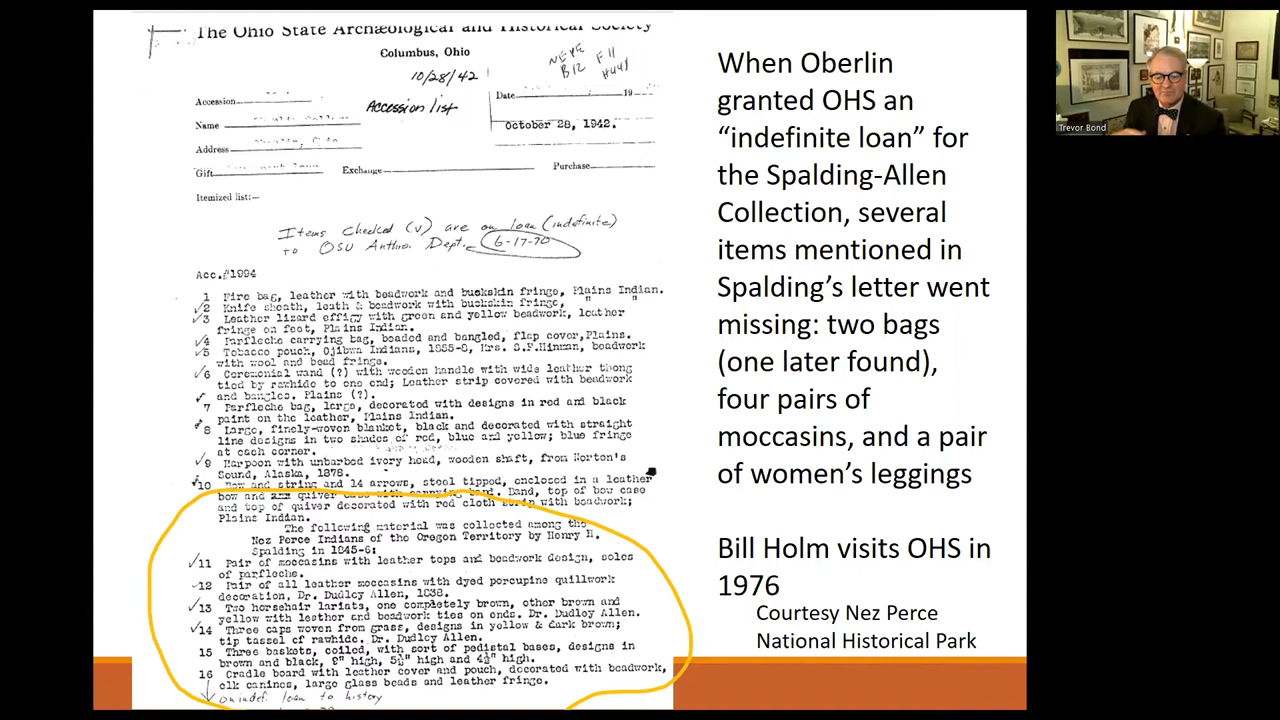 The Ohio State Archæological and Historical Society
Columbus, Ohio
10/28/42
NEPE
B12
F11
Accession
Accession list
Date 19
Name
October 28, 1942.
Address
Gift Exchange Purchase
Itemized list:—
Items checked (v) are on loan (indefinite)
to OSU Anthro. Dept. 6-17-70
Acc.#1994
1 Fire bag, leather with beadwork and buckskin fringe, Plains Indian.
2 Knife sheath, leath & beadwork with buckskin fringe, " "
3 Leather lizard effigy with green and yellow beadwork, leather
fringe on feet, Plains Indian.
4 Parfleche carrying bag, beaded and bangled, flap cover, Plains.
5 Tobacco pouch, Ojibwa Indians, 1855-8, Mrs. S.F.Hinman, beadwork
with wool and bead fringe.
6 Ceremonial wand (?) with wooden handle with wide leather thong
tied by rawhide to one end; Leather strip covered with beadwork
and bangles. Plains (?).
7 Parfleche bag, large, decorated with designs in red and black
paint on the leather, Plains Indian.
8 Large, finely-woven blanket, black and decorated with straight
line designs in two shades of red, blue and yellow; blue fringe
at each corner.
9 Harpoon with unbarbed ivory head, wooden shaft, from Norton's
Sound, Alaska, 1878.
10 Bow and string and 14 arrows, steel tipped, enclosed in a leather
bow and quiver case with carrying band. Band, top of bow case
and top of quiver decorated with red cloth strip with beadwork;
Plains Indian.
The following material was collected among the
Nez Perce Indians of the Oregon Territory by Henry H.
Spalding in 1845-6:
11 Pair of moccasins with leather tops and beadwork design, soles
of parfleche.
12 Pair of all leather moccasins with dyed porcupine quillwork
decoration, Dr. Dudley Allen, 1838.
13 Two horsehair lariats, one completely brown, other brown and
yellow with leather and beadwork ties on ends. Dr. Dudley Allen.
14 Three caps woven from grass, designs in yellow & dark brown;
tip tassel of rawhide. Dr. Dudley Allen.
15 Three baskets, coiled, with sort of pedistal bases, designs in
brown and black, 9" high, 5½" high and 4½" high.
16 Cradle board with leather cover and pouch, decorated with beadwork,
elk canines, large glass beads and leather fringe.
on indef. loan to history
When Oberlin
granted OHS an
“indefinite loan” for
the Spalding-Allen
Collection, several
items mentioned in
Spalding’s letter went
missing: two bags
(one later found),
four pairs of
moccasins, and a pair
of women’s leggings
Bill Holm visits OHS in
1976
Courtesy Nez Perce
National Historical Park
Trevor Bond